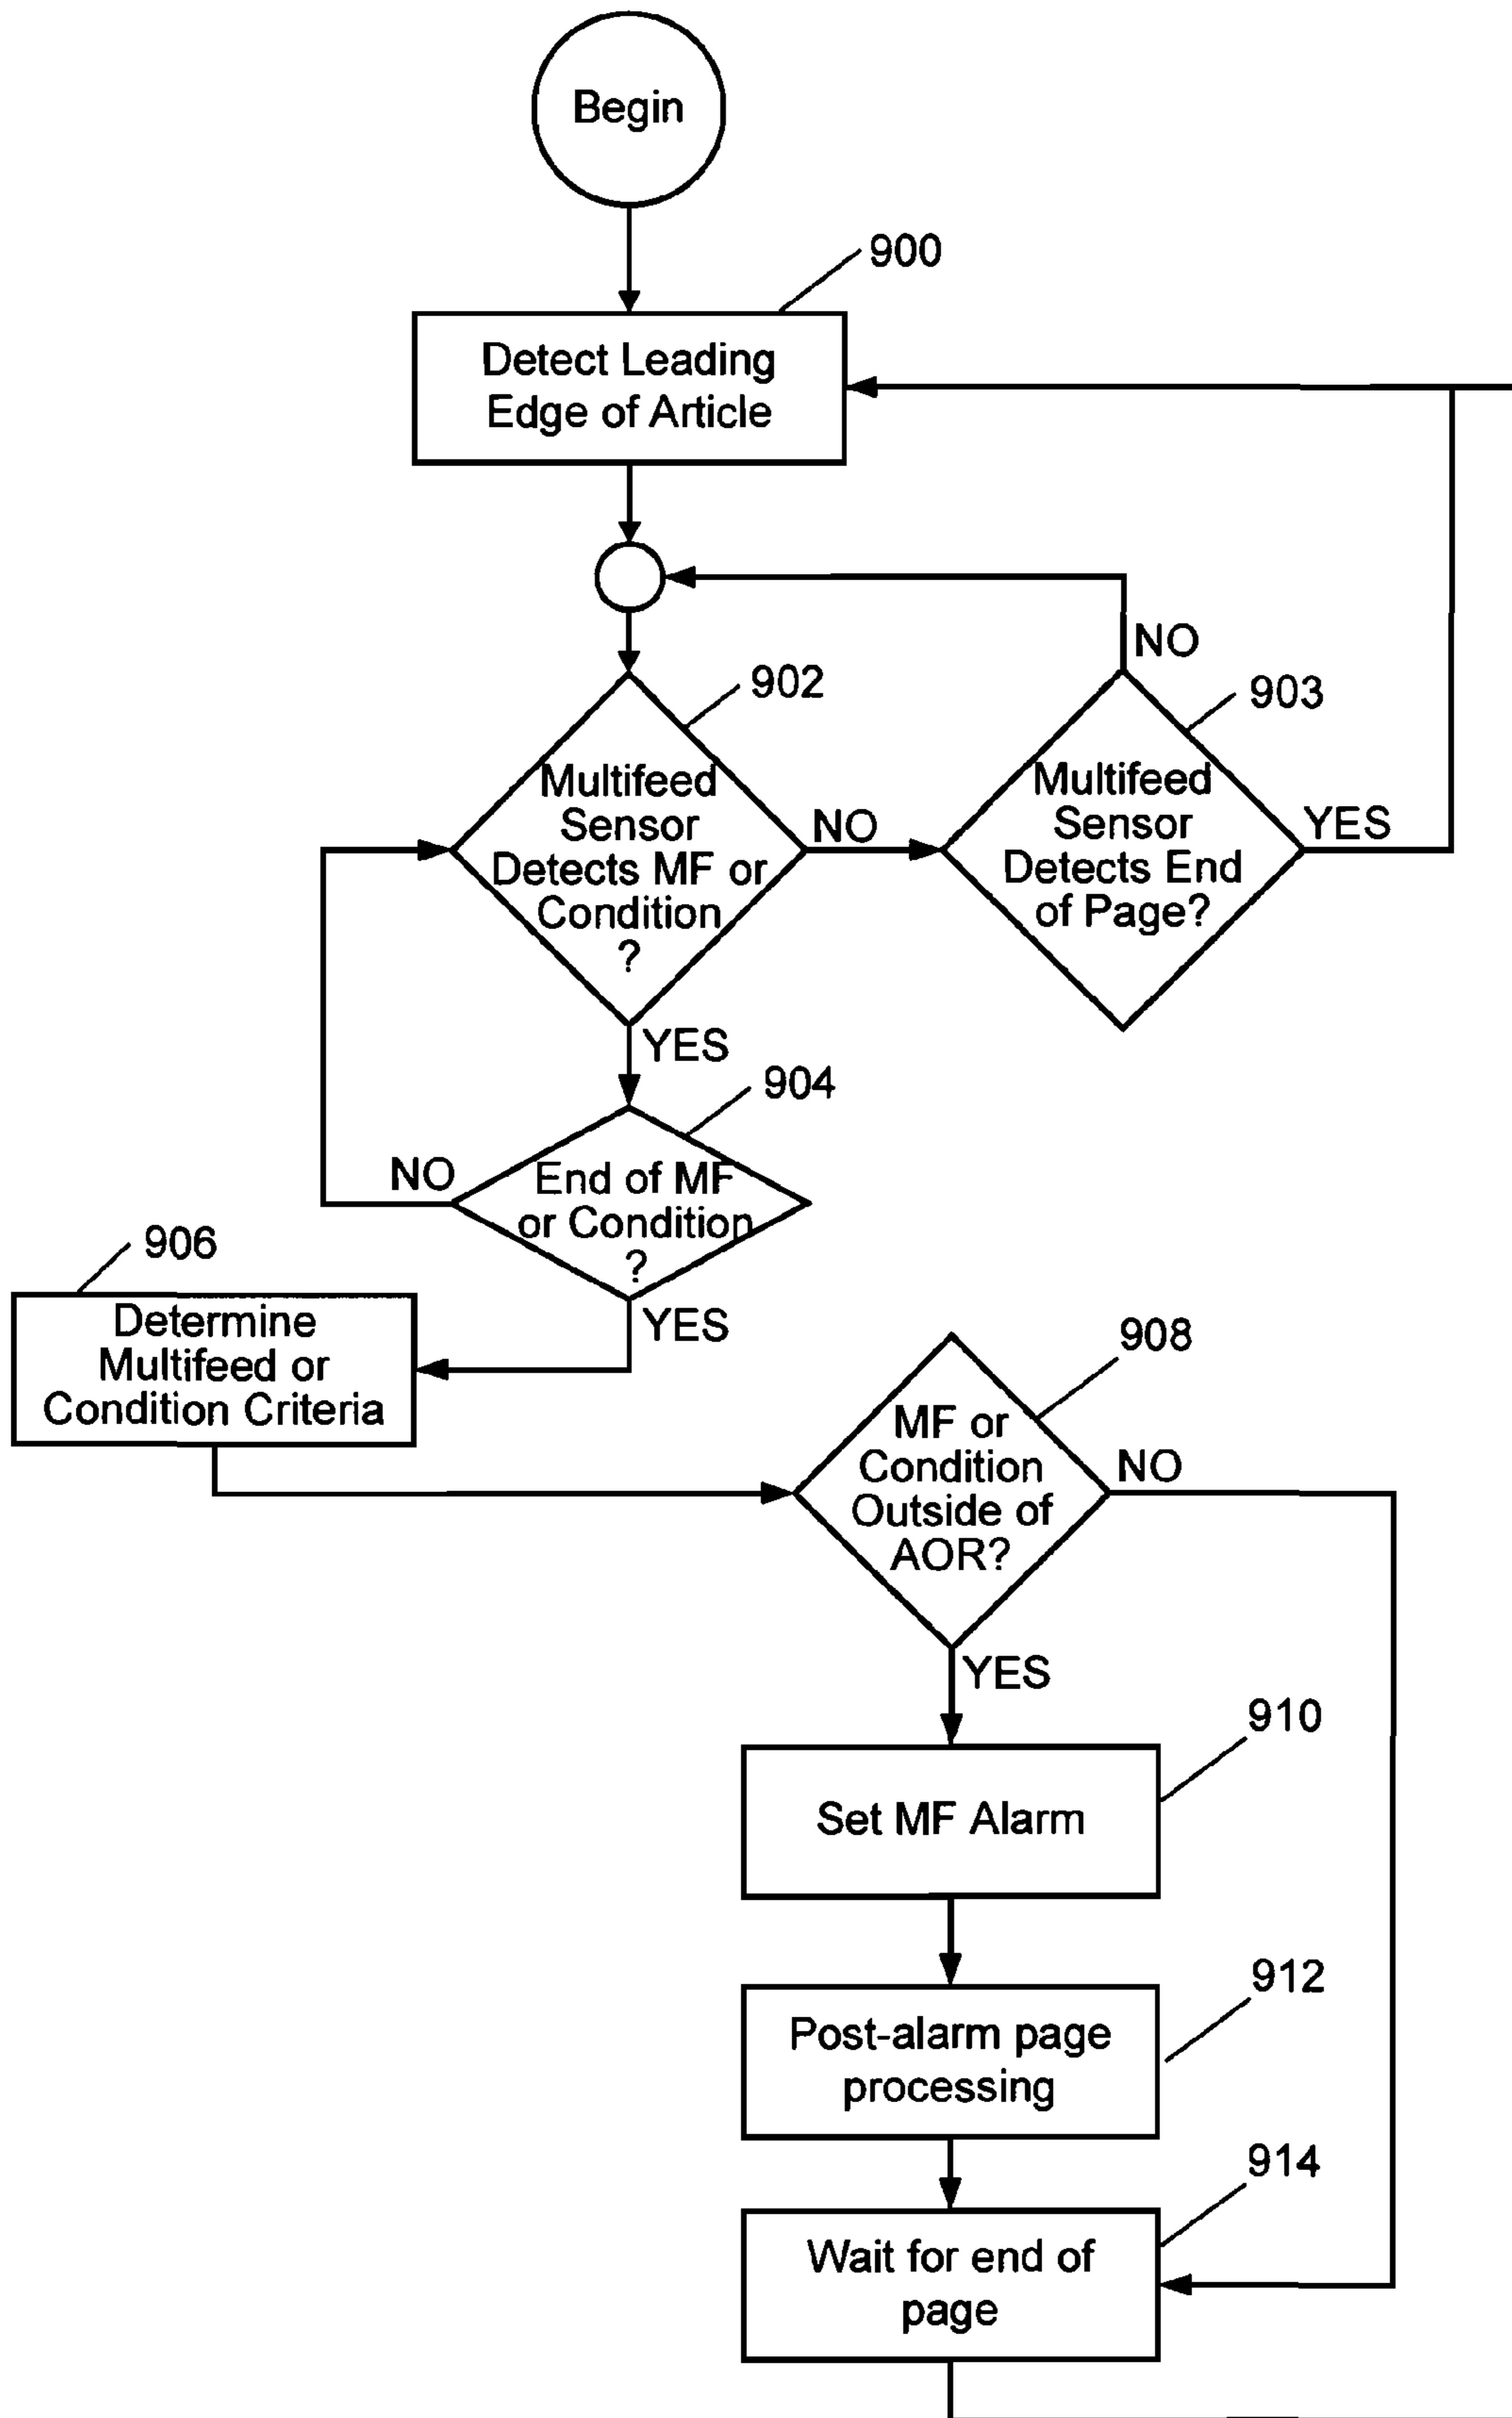 Begin
900
Detect Leading
Edge of Article
NO
902
903
Multifeed
Sensor
Detects MF or
Condition
?
NO
Multifeed
Sensor
Detects End
of Page?
YES
YES
904
NO
End of MF
or Condition
?
906
YES
Determine
Multifeed or
Condition Criteria
908
MF or
Condition
Outside of
AOR?
NO
YES
910
Set MF Alarm
912
Post-alarm page
processing
914
Wait for end of
page